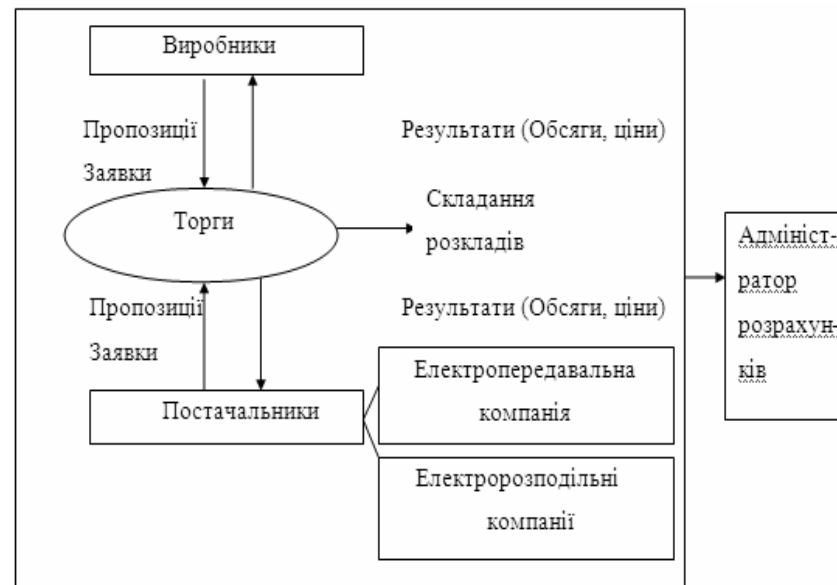 Виробники
Пропозиції
Заявки
Результати (Обсяги, ціни)
Торги
Складання
розкладів
Пропозиції
Заявки
Результати (Обсяги, ціни)
Постачальники
Електропередавальна
компанія
Електророзподільні
компанії
Адмініст-
ратор
розрахун-
ків